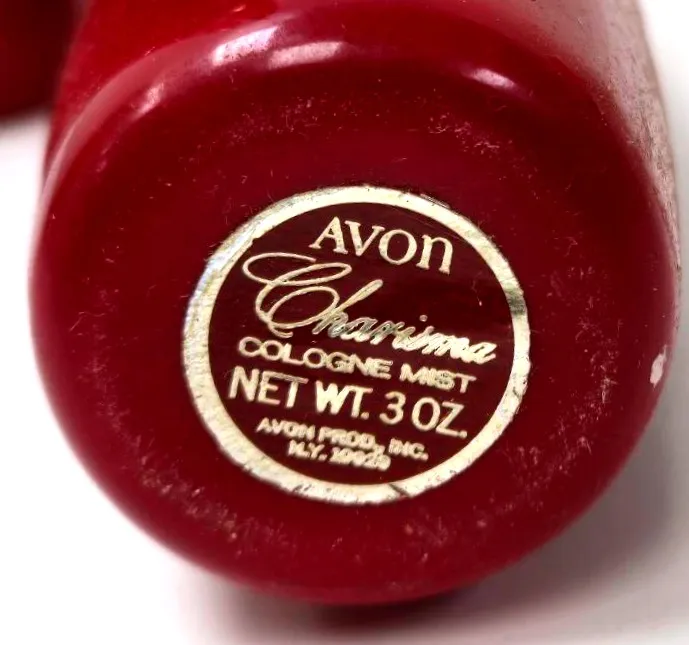 AVON
Charisma
COLOGNE MIST
NET WT. 3 OZ.
AVON PROD., INC.
N.Y. 10020